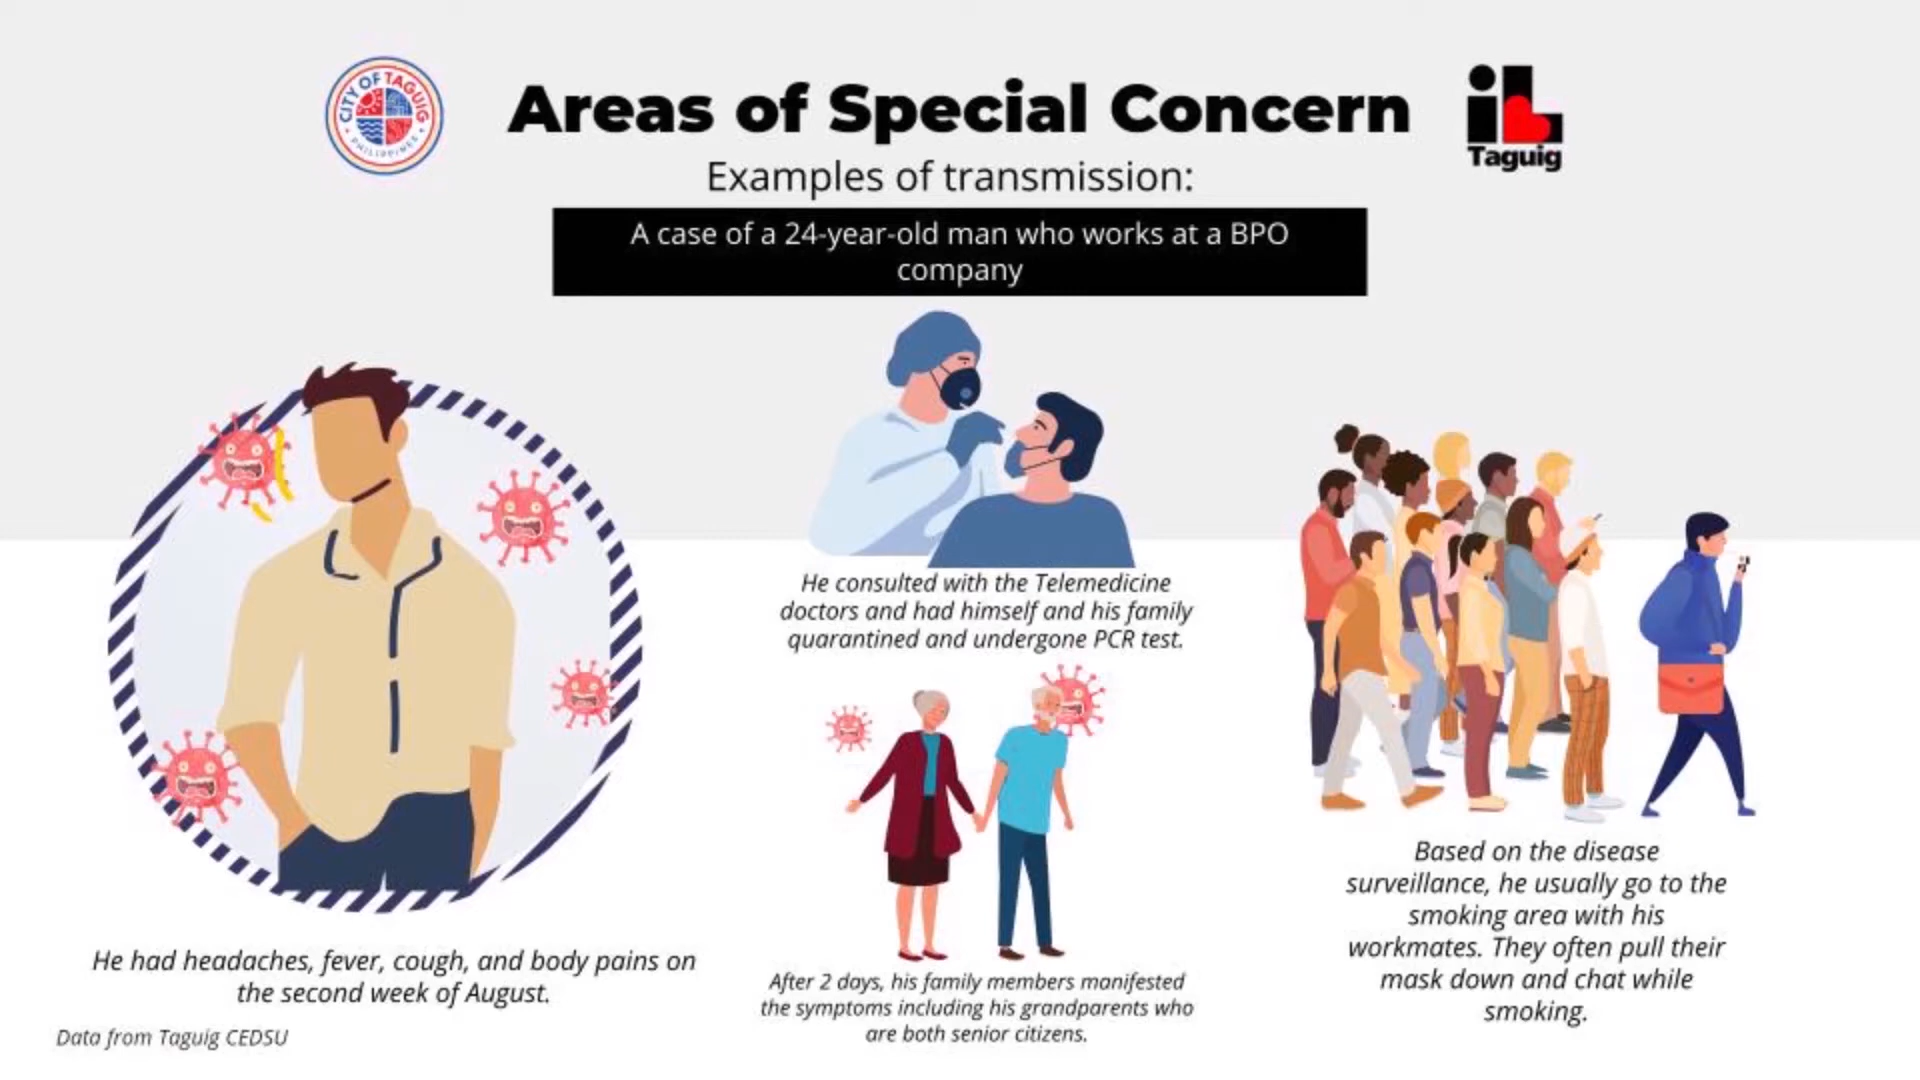 CITY OF TAGUIG
PHILIPPINES
Areas of Special Concern
iL
Taguig
Examples of transmission:
A case of a 24-year-old man who works at a BPO
company
He had headaches, fever, cough, and body pains on
the second week of August.
He consulted with the Telemedicine
doctors and had himself and his family
quarantined and undergone PCR test.
After 2 days, his family members manifested
the symptoms including his grandparents who
are both senior citizens.
Based on the disease
surveillance, he usually go to the
smoking area with his
workmates. They often pull their
mask down and chat while
smoking.
Data from Taguig CEDSU